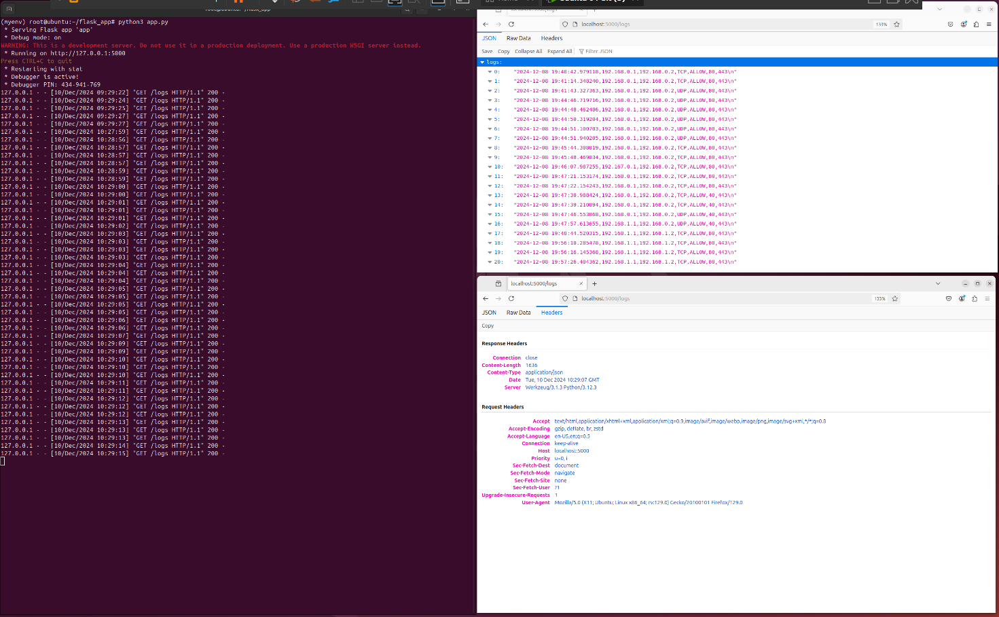 (myenv) root@ubuntu:~/flask_app# python3 app.py
 * Serving Flask app 'app'
 * Debug mode: on
WARNING: This is a development server. Do not use it in a production deployment. Use a production WSGI server instead.
 * Running on http://127.0.0.1:5000
Press CTRL+C to quit
 * Restarting with stat
 * Debugger is active!
 * Debugger PIN: 434-941-769
127.0.0.1 - - [10/Dec/2024 09:29:22] "GET /logs HTTP/1.1" 200 -
127.0.0.1 - - [10/Dec/2024 09:29:24] "GET /logs HTTP/1.1" 200 -
127.0.0.1 - - [10/Dec/2024 09:29:25] "GET /logs HTTP/1.1" 200 -
127.0.0.1 - - [10/Dec/2024 09:29:27] "GET /logs HTTP/1.1" 200 -
127.0.0.1 - - [10/Dec/2024 09:29:27] "GET /logs HTTP/1.1" 200 -
127.0.0.1 - - [10/Dec/2024 10:27:59] "GET /logs HTTP/1.1" 200 -
127.0.0.1 - - [10/Dec/2024 10:28:56] "GET /logs HTTP/1.1" 200 -
127.0.0.1 - - [10/Dec/2024 10:28:57] "GET /logs HTTP/1.1" 200 -
127.0.0.1 - - [10/Dec/2024 10:28:57] "GET /logs HTTP/1.1" 200 -
127.0.0.1 - - [10/Dec/2024 10:28:57] "GET /logs HTTP/1.1" 200 -
127.0.0.1 - - [10/Dec/2024 10:28:59] "GET /logs HTTP/1.1" 200 -
127.0.0.1 - - [10/Dec/2024 10:28:59] "GET /logs HTTP/1.1" 200 -
127.0.0.1 - - [10/Dec/2024 10:29:00] "GET /logs HTTP/1.1" 200 -
127.0.0.1 - - [10/Dec/2024 10:29:00] "GET /logs HTTP/1.1" 200 -
127.0.0.1 - - [10/Dec/2024 10:29:01] "GET /logs HTTP/1.1" 200 -
127.0.0.1 - - [10/Dec/2024 10:29:01] "GET /logs HTTP/1.1" 200 -
127.0.0.1 - - [10/Dec/2024 10:29:01] "GET /logs HTTP/1.1" 200 -
127.0.0.1 - - [10/Dec/2024 10:29:02] "GET /logs HTTP/1.1" 200 -
127.0.0.1 - - [10/Dec/2024 10:29:03] "GET /logs HTTP/1.1" 200 -
127.0.0.1 - - [10/Dec/2024 10:29:03] "GET /logs HTTP/1.1" 200 -
127.0.0.1 - - [10/Dec/2024 10:29:03] "GET /logs HTTP/1.1" 200 -
127.0.0.1 - - [10/Dec/2024 10:29:03] "GET /logs HTTP/1.1" 200 -
127.0.0.1 - - [10/Dec/2024 10:29:04] "GET /logs HTTP/1.1" 200 -
127.0.0.1 - - [10/Dec/2024 10:29:04] "GET /logs HTTP/1.1" 200 -
127.0.0.1 - - [10/Dec/2024 10:29:04] "GET /logs HTTP/1.1" 200 -
127.0.0.1 - - [10/Dec/2024 10:29:05] "GET /logs HTTP/1.1" 200 -
127.0.0.1 - - [10/Dec/2024 10:29:05] "GET /logs HTTP/1.1" 200 -
127.0.0.1 - - [10/Dec/2024 10:29:05] "GET /logs HTTP/1.1" 200 -
127.0.0.1 - - [10/Dec/2024 10:29:05] "GET /logs HTTP/1.1" 200 -
127.0.0.1 - - [10/Dec/2024 10:29:06] "GET /logs HTTP/1.1" 200 -
127.0.0.1 - - [10/Dec/2024 10:29:06] "GET /logs HTTP/1.1" 200 -
127.0.0.1 - - [10/Dec/2024 10:29:07] "GET /logs HTTP/1.1" 200 -
127.0.0.1 - - [10/Dec/2024 10:29:09] "GET /logs HTTP/1.1" 200 -
127.0.0.1 - - [10/Dec/2024 10:29:09] "GET /logs HTTP/1.1" 200 -
127.0.0.1 - - [10/Dec/2024 10:29:10] "GET /logs HTTP/1.1" 200 -
127.0.0.1 - - [10/Dec/2024 10:29:10] "GET /logs HTTP/1.1" 200 -
127.0.0.1 - - [10/Dec/2024 10:29:10] "GET /logs HTTP/1.1" 200 -
127.0.0.1 - - [10/Dec/2024 10:29:11] "GET /logs HTTP/1.1" 200 -
127.0.0.1 - - [10/Dec/2024 10:29:11] "GET /logs HTTP/1.1" 200 -
127.0.0.1 - - [10/Dec/2024 10:29:12] "GET /logs HTTP/1.1" 200 -
127.0.0.1 - - [10/Dec/2024 10:29:12] "GET /logs HTTP/1.1" 200 -
127.0.0.1 - - [10/Dec/2024 10:29:12] "GET /logs HTTP/1.1" 200 -
127.0.0.1 - - [10/Dec/2024 10:29:13] "GET /logs HTTP/1.1" 200 -
127.0.0.1 - - [10/Dec/2024 10:29:13] "GET /logs HTTP/1.1" 200 -
127.0.0.1 - - [10/Dec/2024 10:29:13] "GET /logs HTTP/1.1" 200 -
127.0.0.1 - - [10/Dec/2024 10:29:14] "GET /logs HTTP/1.1" 200 -
127.0.0.1 - - [10/Dec/2024 10:29:15] "GET /logs HTTP/1.1" 200 -
localhost:5000/logs 133%
JSON Raw Data Headers
Save Copy Collapse All Expand All Filter JSON
logs:
0: "2024-12-08 19:40:42.979118,192.168.0.1,192.168.0.2,TCP,ALLOW,80,443\n"
1: "2024-12-08 19:41:14.348240,192.168.0.1,192.168.0.2,TCP,ALLOW,80,443\n"
2: "2024-12-08 19:41:43.327363,192.168.0.1,192.168.0.2,UDP,ALLOW,80,443\n"
3: "2024-12-08 19:44:46.719716,192.168.0.1,192.168.0.2,UDP,ALLOW,80,443\n"
4: "2024-12-08 19:44:48.462486,192.168.0.1,192.168.0.2,UDP,ALLOW,80,443\n"
5: "2024-12-08 19:44:50.319204,192.168.0.1,192.168.0.2,UDP,ALLOW,80,443\n"
6: "2024-12-08 19:44:51.100703,192.168.0.1,192.168.0.2,UDP,ALLOW,80,443\n"
7: "2024-12-08 19:44:51.940205,192.168.0.1,192.168.0.2,UDP,ALLOW,80,443\n"
8: "2024-12-08 19:45:44.308819,192.168.0.1,192.168.0.2,TCP,ALLOW,80,443\n"
9: "2024-12-08 19:45:48.469034,192.168.0.1,192.168.0.2,TCP,ALLOW,80,443\n"
10: "2024-12-08 19:46:07.987255,192.167.0.1,192.168.0.2,TCP,ALLOW,80,443\n"
11: "2024-12-08 19:47:21.153174,192.168.0.1,192.168.0.2,TCP,ALLOW,80,443\n"
12: "2024-12-08 19:47:22.154243,192.168.0.1,192.168.0.2,TCP,ALLOW,80,443\n"
13: "2024-12-08 19:47:30.988424,192.168.0.1,192.168.0.2,TCP,ALLOW,40,443\n"
14: "2024-12-08 19:47:39.210894,192.168.0.1,192.168.0.2,TCP,ALLOW,40,443\n"
15: "2024-12-08 19:47:46.553868,192.168.0.1,192.168.0.2,UDP,ALLOW,40,443\n"
16: "2024-12-08 19:47:57.613655,192.168.1.1,192.168.0.2,UDP,ALLOW,40,443\n"
17: "2024-12-08 19:48:44.520315,192.168.1.1,192.168.1.2,TCP,ALLOW,80,443\n"
18: "2024-12-08 19:56:10.285478,192.168.1.1,192.168.1.2,TCP,ALLOW,80,443\n"
19: "2024-12-08 19:56:16.145368,192.168.1.1,192.168.1.2,TCP,ALLOW,80,443\n"
20: "2024-12-08 19:57:26.404362,192.168.1.1,192.168.1.2,TCP,ALLOW,80,443\n"
localhost:5000/logs
localhost:5000/logs 133%
JSON Raw Data Headers
Copy
Response Headers
Connection close
Content-Length 1636
Content-Type application/json
Date Tue, 10 Dec 2024 10:29:07 GMT
Server Werkzeug/3.1.3 Python/3.12.3
Request Headers
Accept text/html,application/xhtml+xml,application/xml;q=0.9,image/avif,image/webp,image/png,image/svg+xml,*/*;q=0.8
Accept-Encoding gzip, deflate, br, zstd
Accept-Language en-US,en;q=0.5
Connection keep-alive
Host localhost:5000
Priority u=0, i
Sec-Fetch-Dest document
Sec-Fetch-Mode navigate
Sec-Fetch-Site none
Sec-Fetch-User ?1
Upgrade-Insecure-Requests 1
User-Agent Mozilla/5.0 (X11; Ubuntu; Linux x86_64; rv:129.0) Gecko/20100101 Firefox/129.0